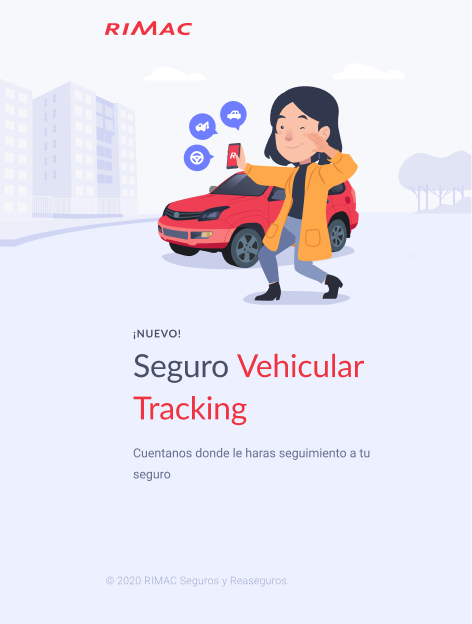 RIMAC
¡NUEVO!
Seguro Vehicular
Tracking
Cuentanos donde le haras seguimiento a tu
seguro
© 2020 RIMAC Seguros y Reaseguros.